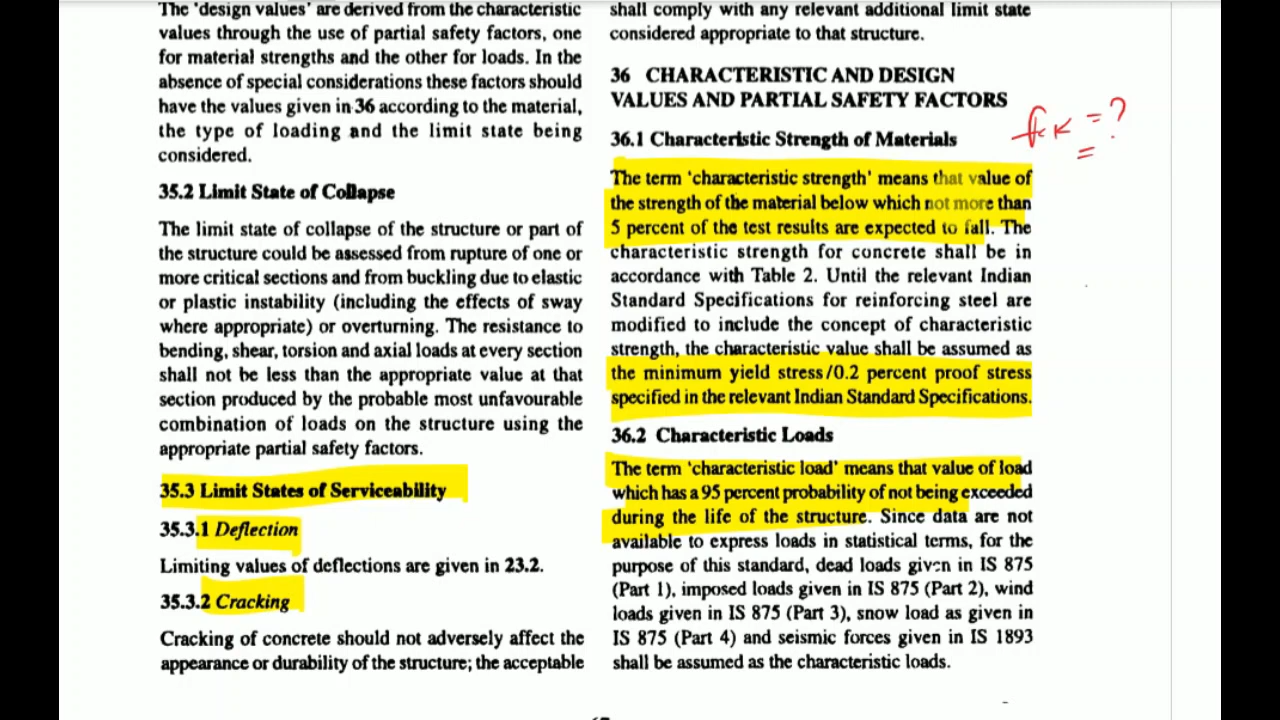 The 'design values' are derived from the characteristic
values through the use of partial safety factors, one
for material strengths and the other for loads. In the
absence of special considerations these factors should
have the values given in 36 according to the material,
the type of loading and the limit state being
considered.
35.2 Limit State of Collapse
The limit state of collapse of the structure or part of
the structure could be assessed from rupture of one or
more critical sections and from buckling due to elastic
or plastic instability (including the effects of sway
where appropriate) or overturning. The resistance to
bending, shear, torsion and axial loads at every section
shall not be less than the appropriate value at that
section produced by the probable most unfavourable
combination of loads on the structure using the
appropriate partial safety factors.
35.3 Limit States of Serviceability
35.3.1 Deflection
Limiting values of deflections are given in 23.2.
35.3.2 Cracking
Cracking of concrete should not adversely affect the
appearance or durability of the structure; the acceptable
shall comply with any relevant additional limit state
considered appropriate to that structure.
36 CHARACTERISTIC AND DESIGN
VALUES AND PARTIAL SAFETY FACTORS
36.1 Characteristic Strength of Materials
fck = ?
The term 'characteristic strength' means that value of
the strength of the material below which not more than
5 percent of the test results are expected to fall. The
characteristic strength for concrete shall be in
accordance with Table 2. Until the relevant Indian
Standard Specifications for reinforcing steel are
modified to include the concept of characteristic
strength, the characteristic value shall be assumed as
the minimum yield stress/0.2 percent proof stress
specified in the relevant Indian Standard Specifications.
36.2 Characteristic Loads
The term 'characteristic load' means that value of load
which has a 95 percent probability of not being exceeded
during the life of the structure. Since data are not
available to express loads in statistical terms, for the
purpose of this standard, dead loads given in IS 875
(Part 1), imposed loads given in IS 875 (Part 2), wind
loads given in IS 875 (Part 3), snow load as given in
IS 875 (Part 4) and seismic forces given in IS 1893
shall be assumed as the characteristic loads.